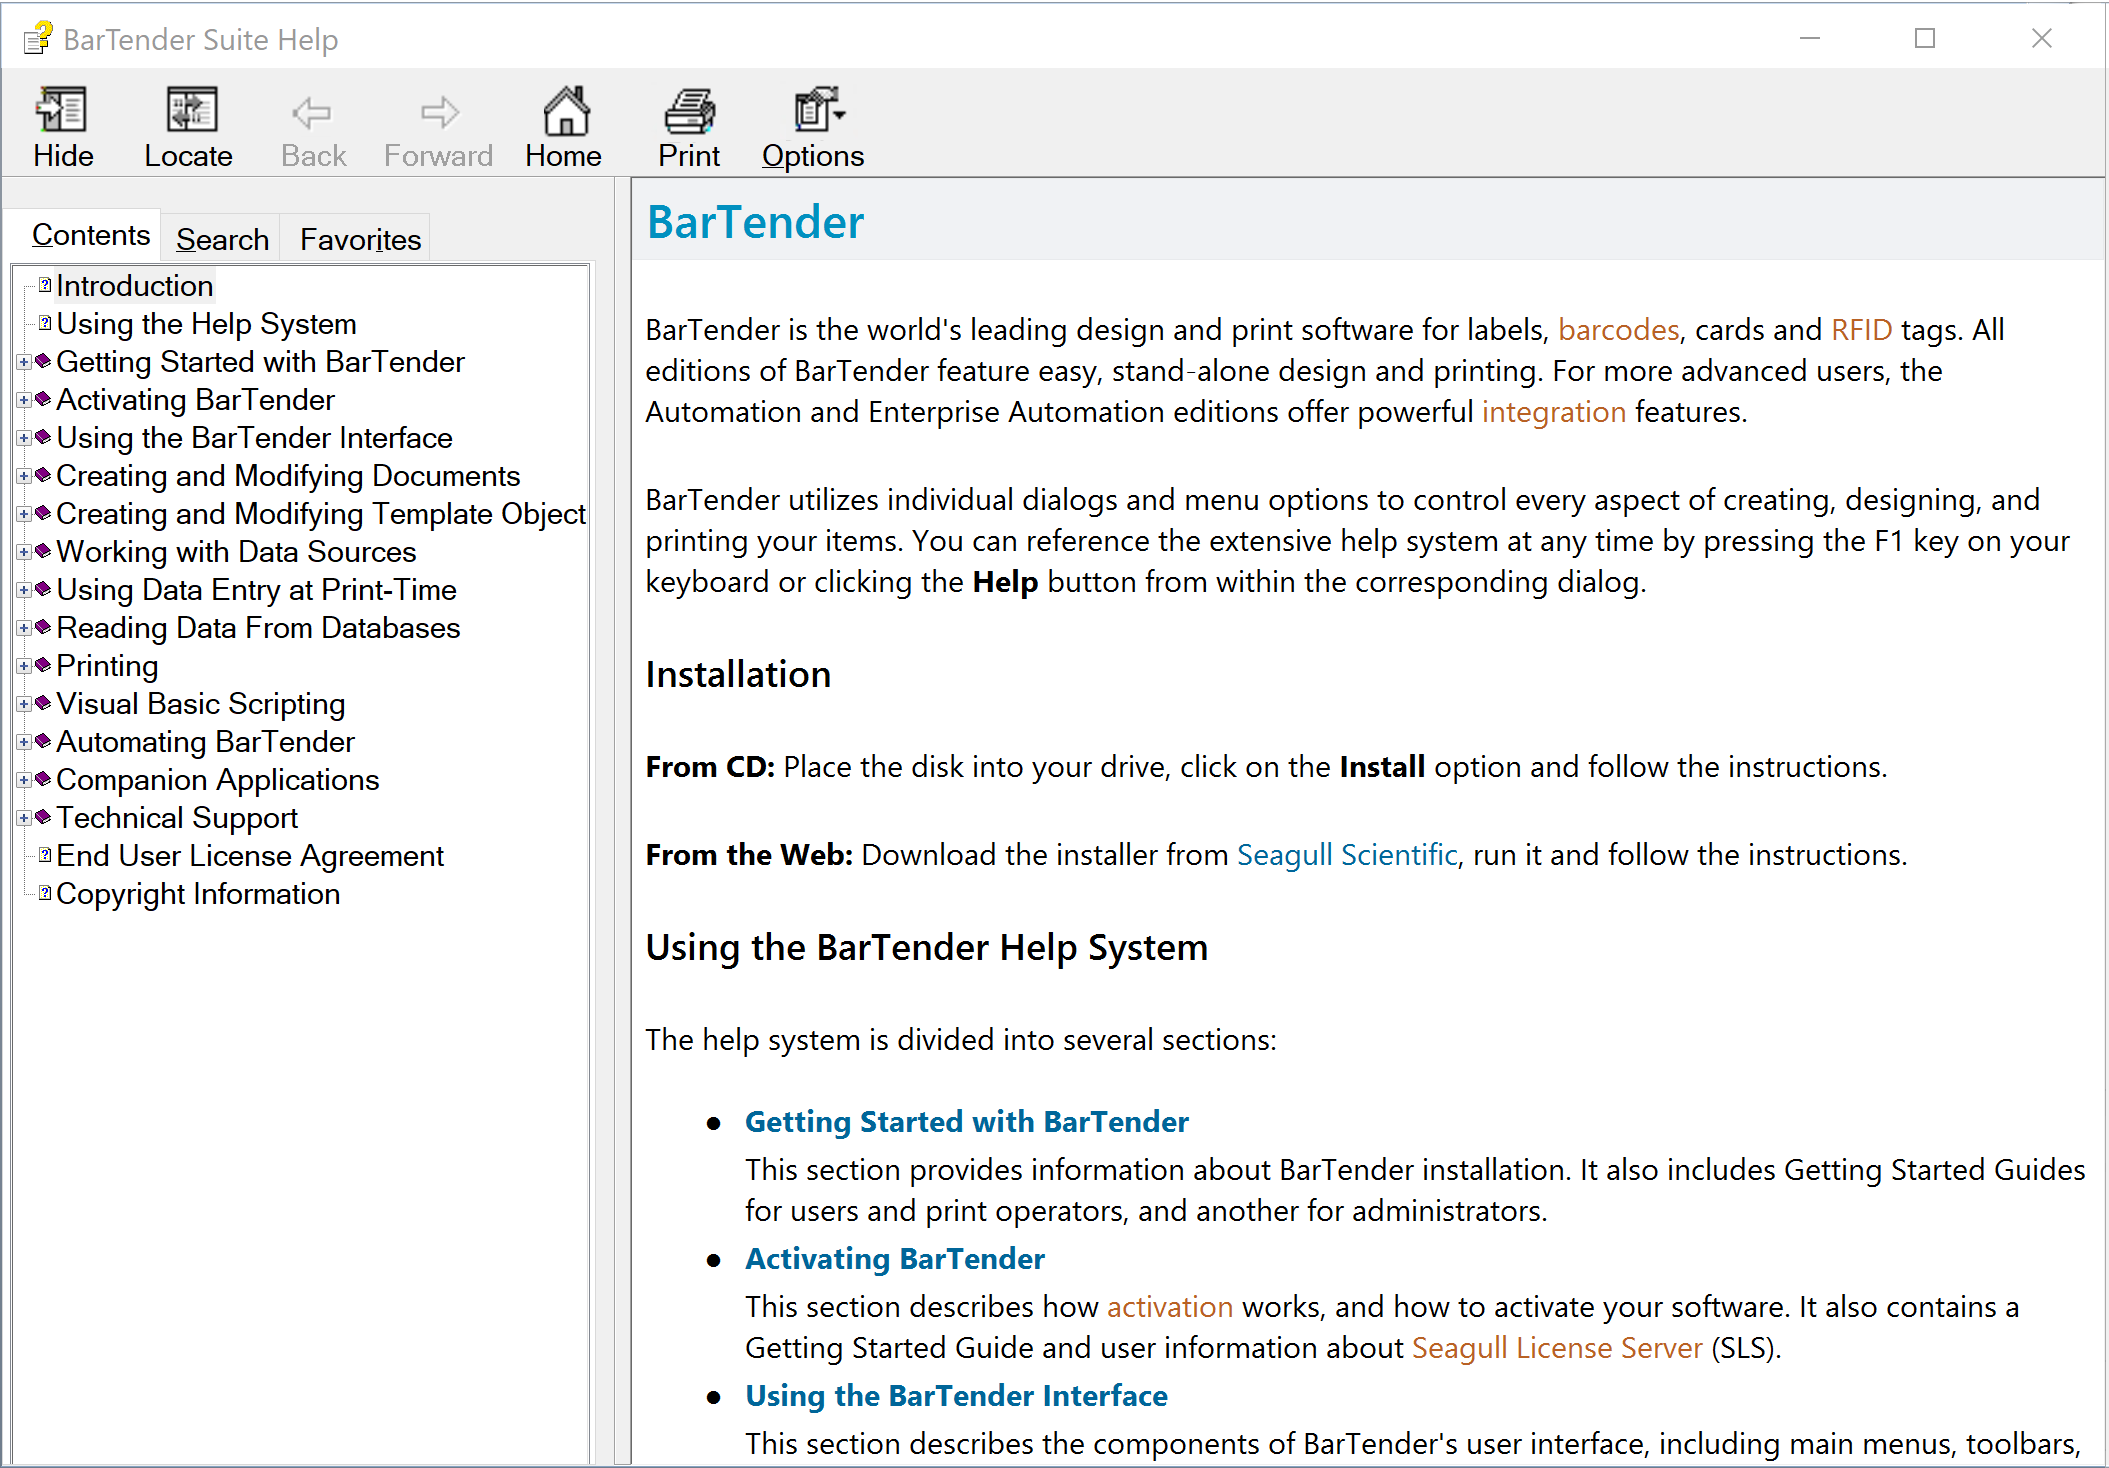 BarTender Suite Help
Hide Locate Back Forward Home Print Options
Contents Search Favorites
Introduction
Using the Help System
Getting Started with BarTender
Activating BarTender
Using the BarTender Interface
Creating and Modifying Documents
Creating and Modifying Template Object
Working with Data Sources
Using Data Entry at Print-Time
Reading Data From Databases
Printing
Visual Basic Scripting
Automating BarTender
Companion Applications
Technical Support
End User License Agreement
Copyright Information
BarTender
BarTender is the world's leading design and print software for labels, barcodes, cards and RFID tags. All
editions of BarTender feature easy, stand-alone design and printing. For more advanced users, the
Automation and Enterprise Automation editions offer powerful integration features.
BarTender utilizes individual dialogs and menu options to control every aspect of creating, designing, and
printing your items. You can reference the extensive help system at any time by pressing the F1 key on your
keyboard or clicking the Help button from within the corresponding dialog.
Installation
From CD: Place the disk into your drive, click on the Install option and follow the instructions.
From the Web: Download the installer from Seagull Scientific, run it and follow the instructions.
Using the BarTender Help System
The help system is divided into several sections:
● Getting Started with BarTender
This section provides information about BarTender installation. It also includes Getting Started Guides
for users and print operators, and another for administrators.
● Activating BarTender
This section describes how activation works, and how to activate your software. It also contains a
Getting Started Guide and user information about Seagull License Server (SLS).
● Using the BarTender Interface
This section describes the components of BarTender's user interface, including main menus, toolbars,